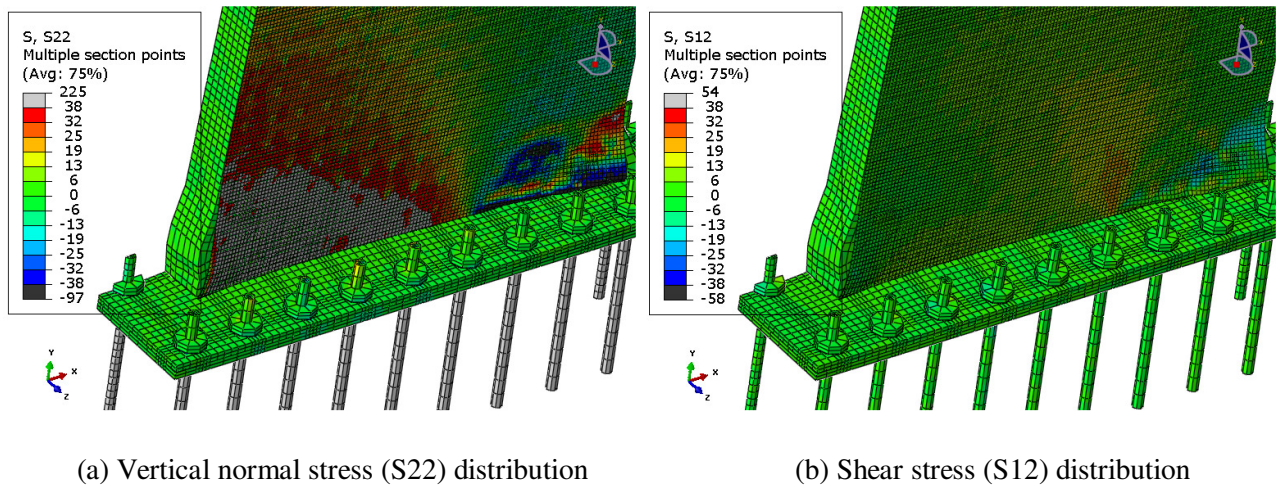 S, S22
Multiple section points
(Avg: 75%)
225
38
32
25
19
13
6
0
-6
-13
-19
-25
-32
-38
-97
Y
X
Z
S, S12
Multiple section points
(Avg: 75%)
54
38
32
25
19
13
6
0
-6
-13
-19
-25
-32
-38
-58
Y
X
Z
(a) Vertical normal stress (S22) distribution
(b) Shear stress (S12) distribution